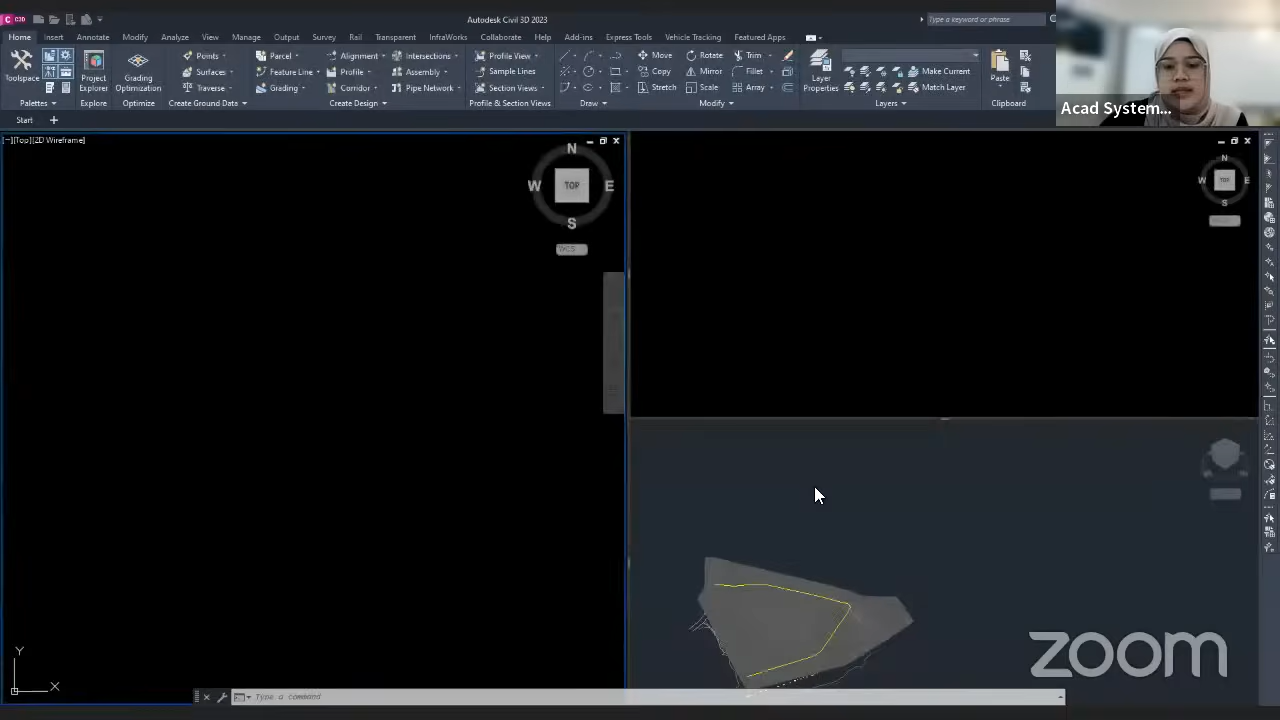 C3D
Autodesk Civil 3D 2023
Type a keyword or phrase
Home Insert Annotate Modify Analyze View Manage Output Survey Rail Transparent InfraWorks Collaborate Help Add-ins Express Tools Vehicle Tracking Featured Apps
Toolspace
Palettes
Project
Explorer
Explore
Grading
Optimization
Optimize
Points
Surfaces
Traverse
Create Ground Data
Parcel
Feature Line
Grading
Alignment
Profile
Corridor
Intersections
Assembly
Pipe Network
Create Design
Profile View
Sample Lines
Section Views
Profile & Section Views
Draw
Move
Copy
Stretch
Rotate
Mirror
Scale
Trim
Fillet
Array
Modify
Layer
Properties
Make Current
Match Layer
Layers
Paste
Clipboard
Acad System...
Start
[−][Top][2D Wireframe]
N
W TOP E
S
WCS
N
W TOP E
S
Y
X
Type a command
zoom